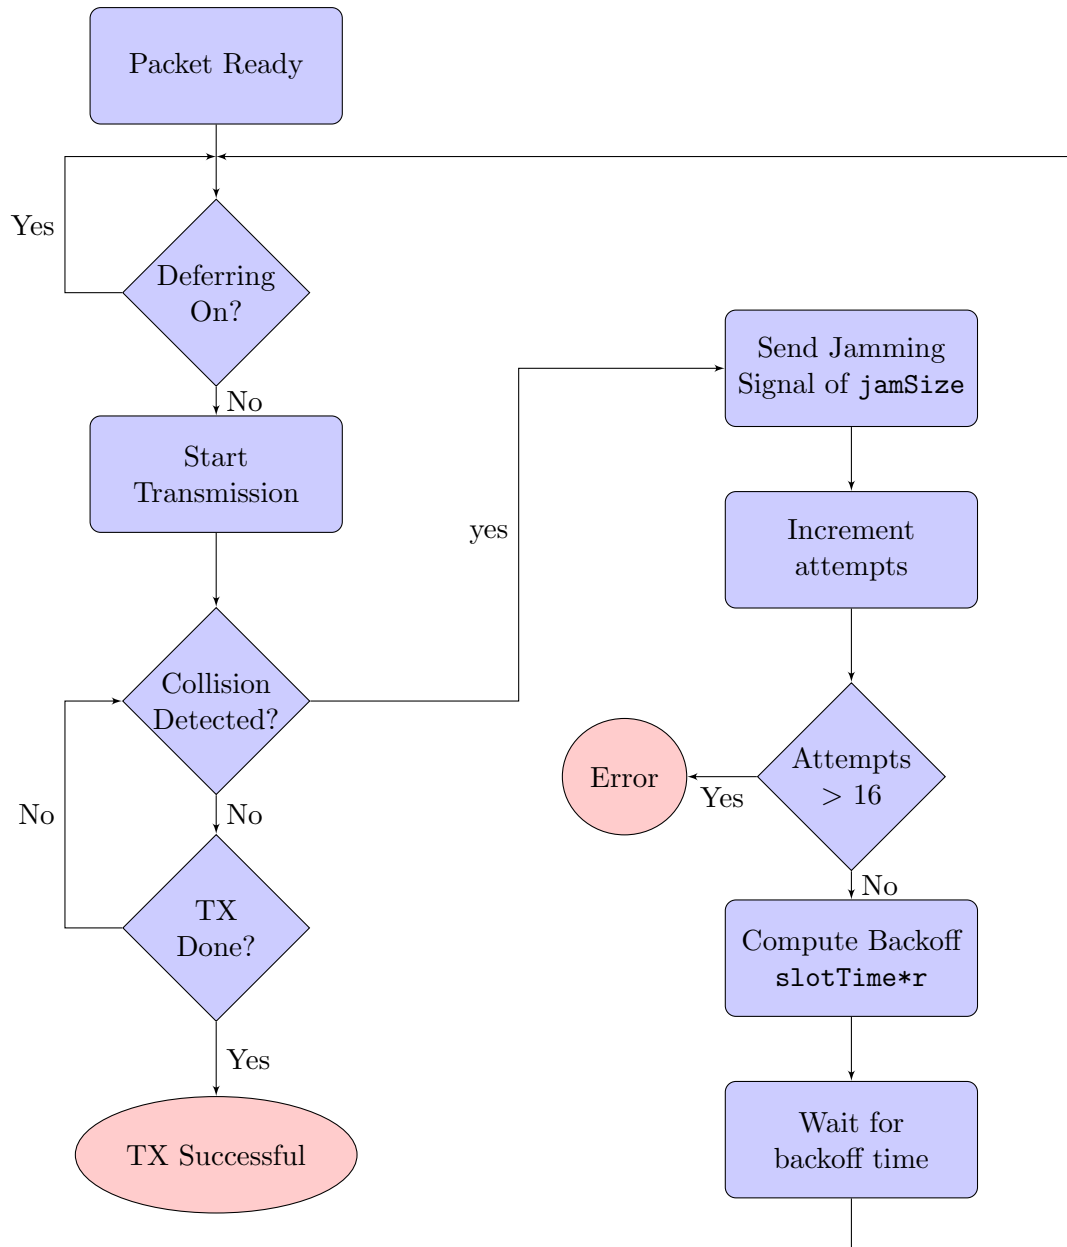 Packet Ready
Yes
Deferring
On?
No
Start
Transmission
Collision
Detected?
No
No
TX
Done?
Yes
TX Successful
yes
Send Jamming
Signal of jamSize
Increment
attempts
Attempts
> 16
Yes
Error
No
Compute Backoff
slotTime*r
Wait for
backoff time